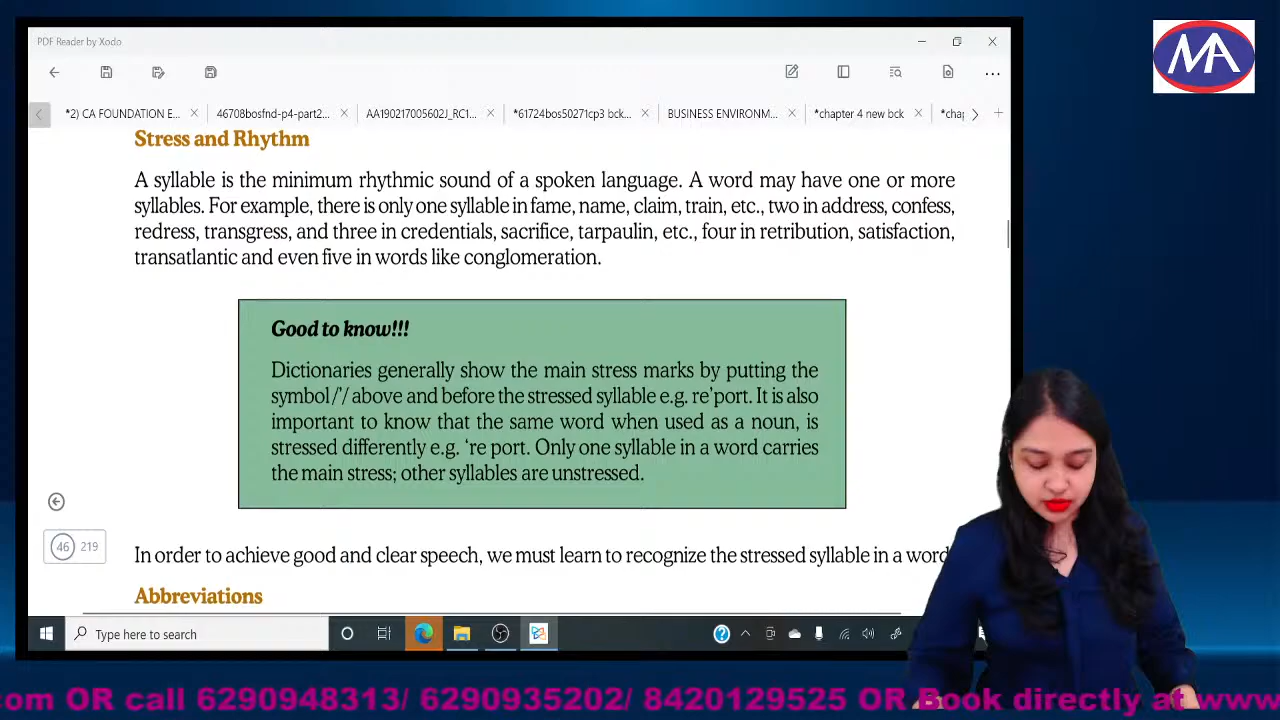 PDF Reader by Xodo
MA
*2) CA FOUNDATION E...
46708bosfnd-p4-part2...
AA190217005602J_RC1...
*61724bos50271cp3 bck...
BUSINESS ENVIRONM...
*chapter 4 new bck
*chap
Stress and Rhythm
A syllable is the minimum rhythmic sound of a spoken language. A word may have one or more
syllables. For example, there is only one syllable in fame, name, claim, train, etc., two in address, confess,
redress, transgress, and three in credentials, sacrifice, tarpaulin, etc., four in retribution, satisfaction,
transatlantic and even five in words like conglomeration.
Good to know!!!
Dictionaries generally show the main stress marks by putting the
symbol /’/ above and before the stressed syllable e.g. re’port. It is also
important to know that the same word when used as a noun, is
stressed differently e.g. ‘re port. Only one syllable in a word carries
the main stress; other syllables are unstressed.
46 219
In order to achieve good and clear speech, we must learn to recognize the stressed syllable in a word
Abbreviations
Type here to search
com OR call 6290948313/ 6290935202/ 8420129525 OR Book directly at www